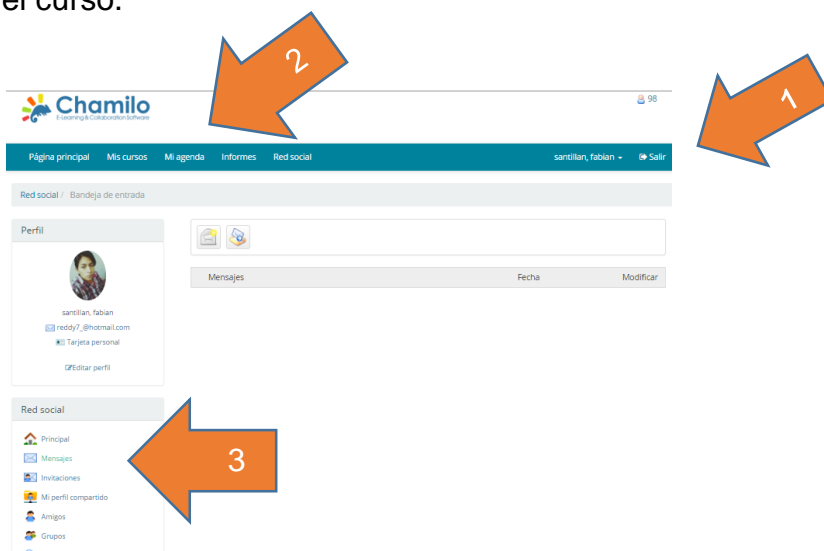 el curso.
2
1
Chamilo
E-Learning & Collaboration Software
98
Página principal Mis cursos Mi agenda Informes Red social santillan, fabian Salir
Red social / Bandeja de entrada
Perfil
santillan, fabian
reddy7_@hotmail.com
Tarjeta personal
Editar perfil
Mensajes Fecha Modificar
Red social
Principal
Mensajes
Invitaciones
Mi perfil compartido
Amigos
Grupos
3